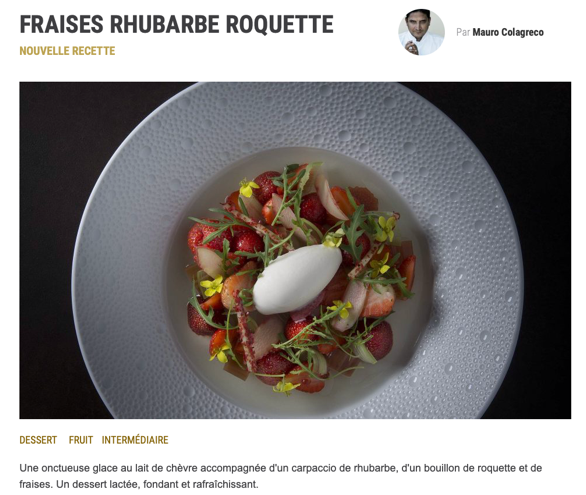 FRAISES RHUBARBE ROQUETTE
NOUVELLE RECETTE
Par Mauro Colagreco
DESSERT FRUIT INTERMÉDIAIRE
Une onctueuse glace au lait de chèvre accompagnée d'un carpaccio de rhubarbe, d'un bouillon de roquette et de
fraises. Un dessert lactée, fondant et rafraîchissant.